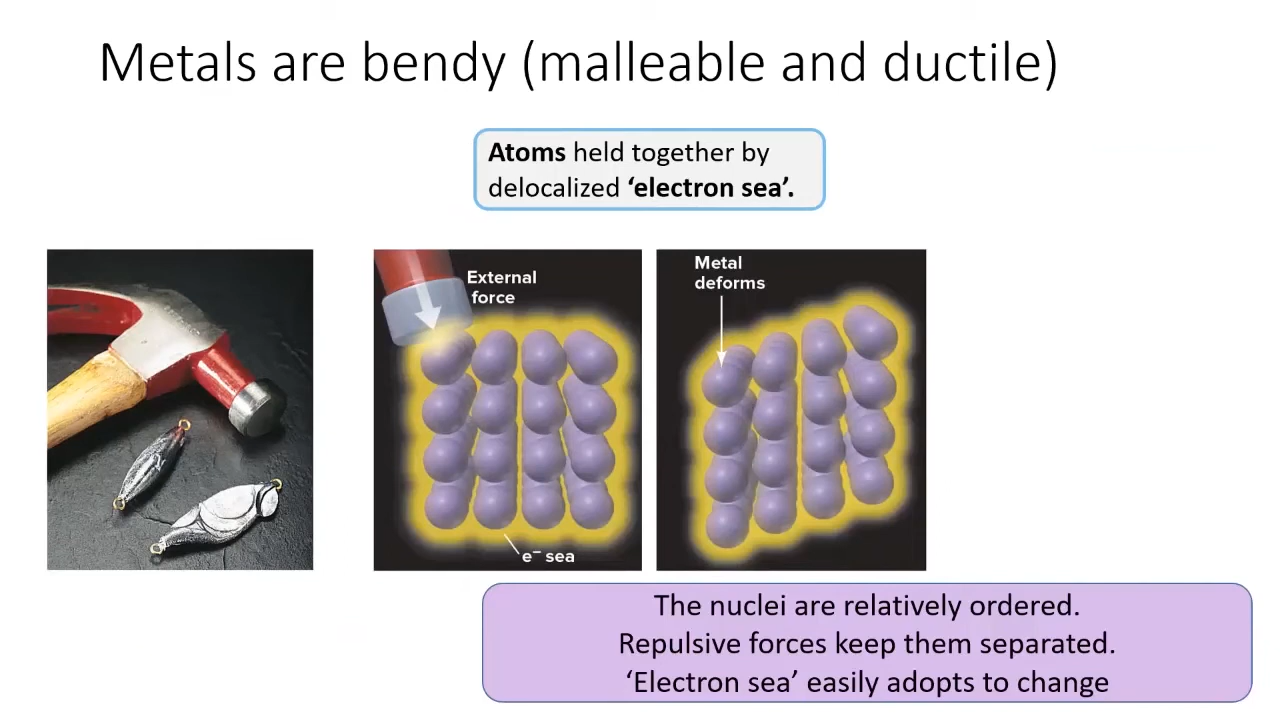 Metals are bendy (malleable and ductile)
Atoms held together by
delocalized ‘electron sea’.
External
force
Metal
deforms
e⁻ sea
The nuclei are relatively ordered.
Repulsive forces keep them separated.
‘Electron sea’ easily adopts to change